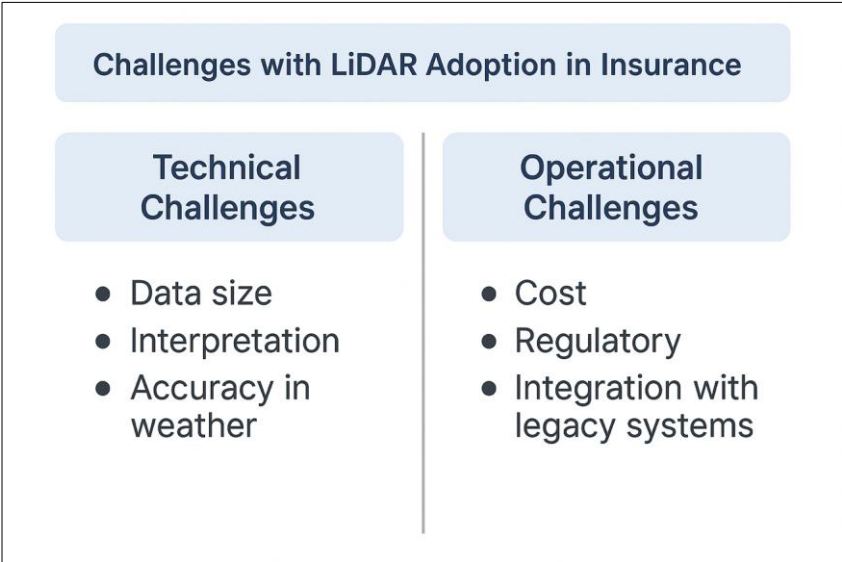 Challenges with LiDAR Adoption in Insurance
Technical
Challenges
• Data size
• Interpretation
• Accuracy in
weather
Operational
Challenges
• Cost
• Regulatory
• Integration with
legacy systems